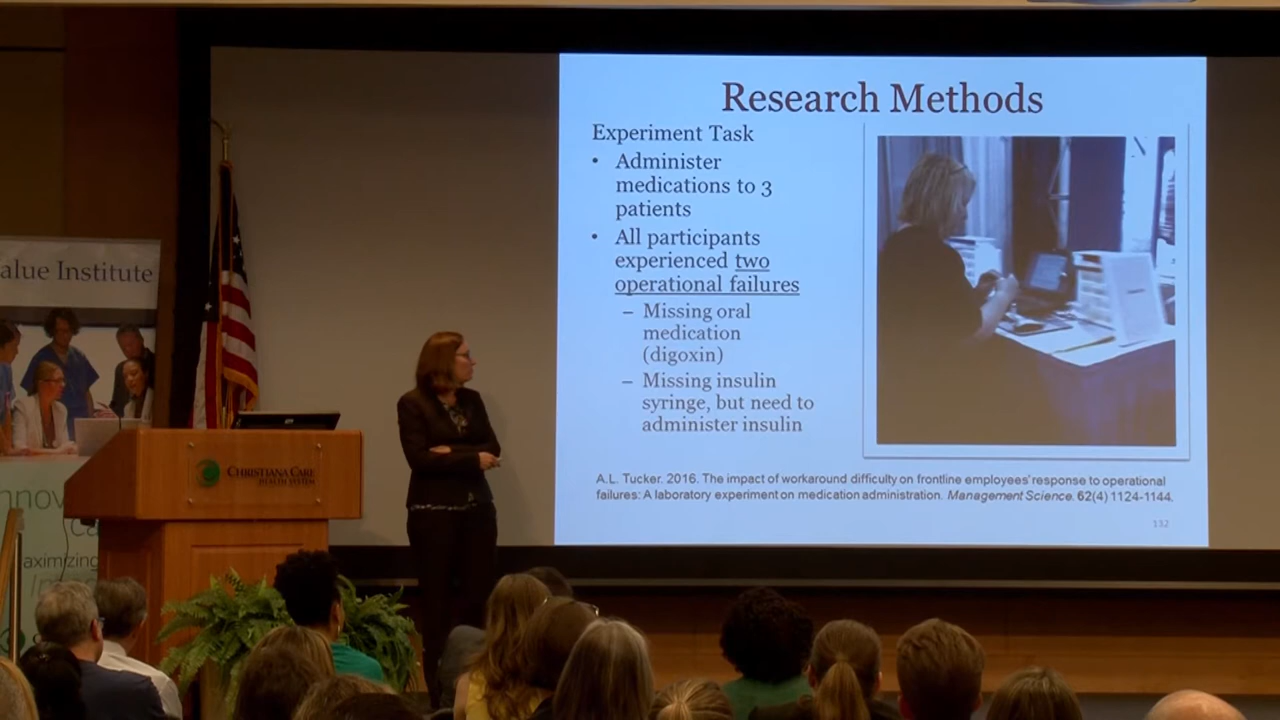 Research Methods
Experiment Task
• Administer
medications to 3
patients
• All participants
experienced two
operational failures
– Missing oral
medication
(digoxin)
– Missing insulin
syringe, but need to
administer insulin
A.L. Tucker. 2016. The impact of workaround difficulty on frontline employees' response to operational
failures: A laboratory experiment on medication administration. Management Science. 62(4) 1124-1144.
132
alue Institute
CHRISTIANA CARE
HEALTH SYSTEM
nnov
ca
aximizing